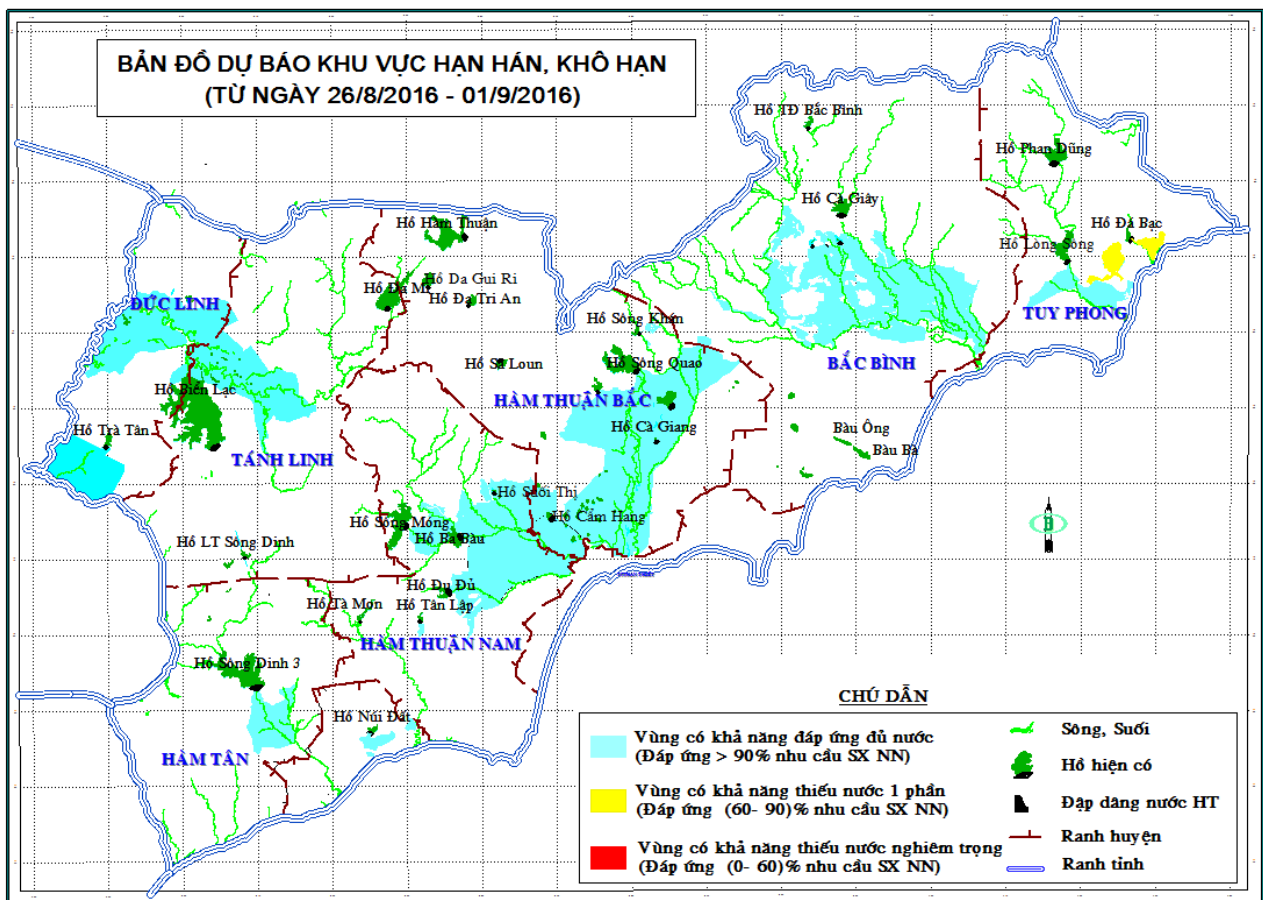 BẢN ĐỒ DỰ BÁO KHU VỰC HẠN HÁN, KHÔ HẠN
(TỪ NGÀY 26/8/2016 - 01/9/2016)
Hồ TĐ Bắc Bình
Hồ Phan Dũng
Hồ Cà Giây
Hồ Đá Bạc
Hồ Lòng Sông
Hồ Hàm Thuận
Hồ Da Gui Ri
Hồ Đa Mi
Hồ Đa Tri An
ĐỨC LINH
TUY PHONG
Hồ Sông Khán
Hồ Sa Loun
Hồ Sông Quao
BẮC BÌNH
Hồ Biển Lạc
HÀM THUẬN BẮC
Hồ Trà Tân
Hồ Cà Giang
Bàu Ông
Bàu Bà
TÁNH LINH
Hồ Suối Thị
Hồ Sông Móng
Hồ Cẩm Hang
Hồ Ba Bàu
Hồ LT Sông Dinh
Hồ Đu Đủ
Hồ Tà Mon
Hồ Tân Lập
HÀM THUẬN NAM
Hồ Sông Dinh 3
Hồ Núi Đất
HÀM TÂN
CHÚ DẪN
Vùng có khả năng đáp ứng đủ nước
(Đáp ứng > 90% nhu cầu SX NN)
Vùng có khả năng thiếu nước 1 phần
(Đáp ứng (60- 90)% nhu cầu SX NN)
Vùng có khả năng thiếu nước nghiêm trọng
(Đáp ứng (0- 60)% nhu cầu SX NN)
Sông, Suối
Hồ hiện có
Đập dâng nước HT
Ranh huyện
Ranh tỉnh